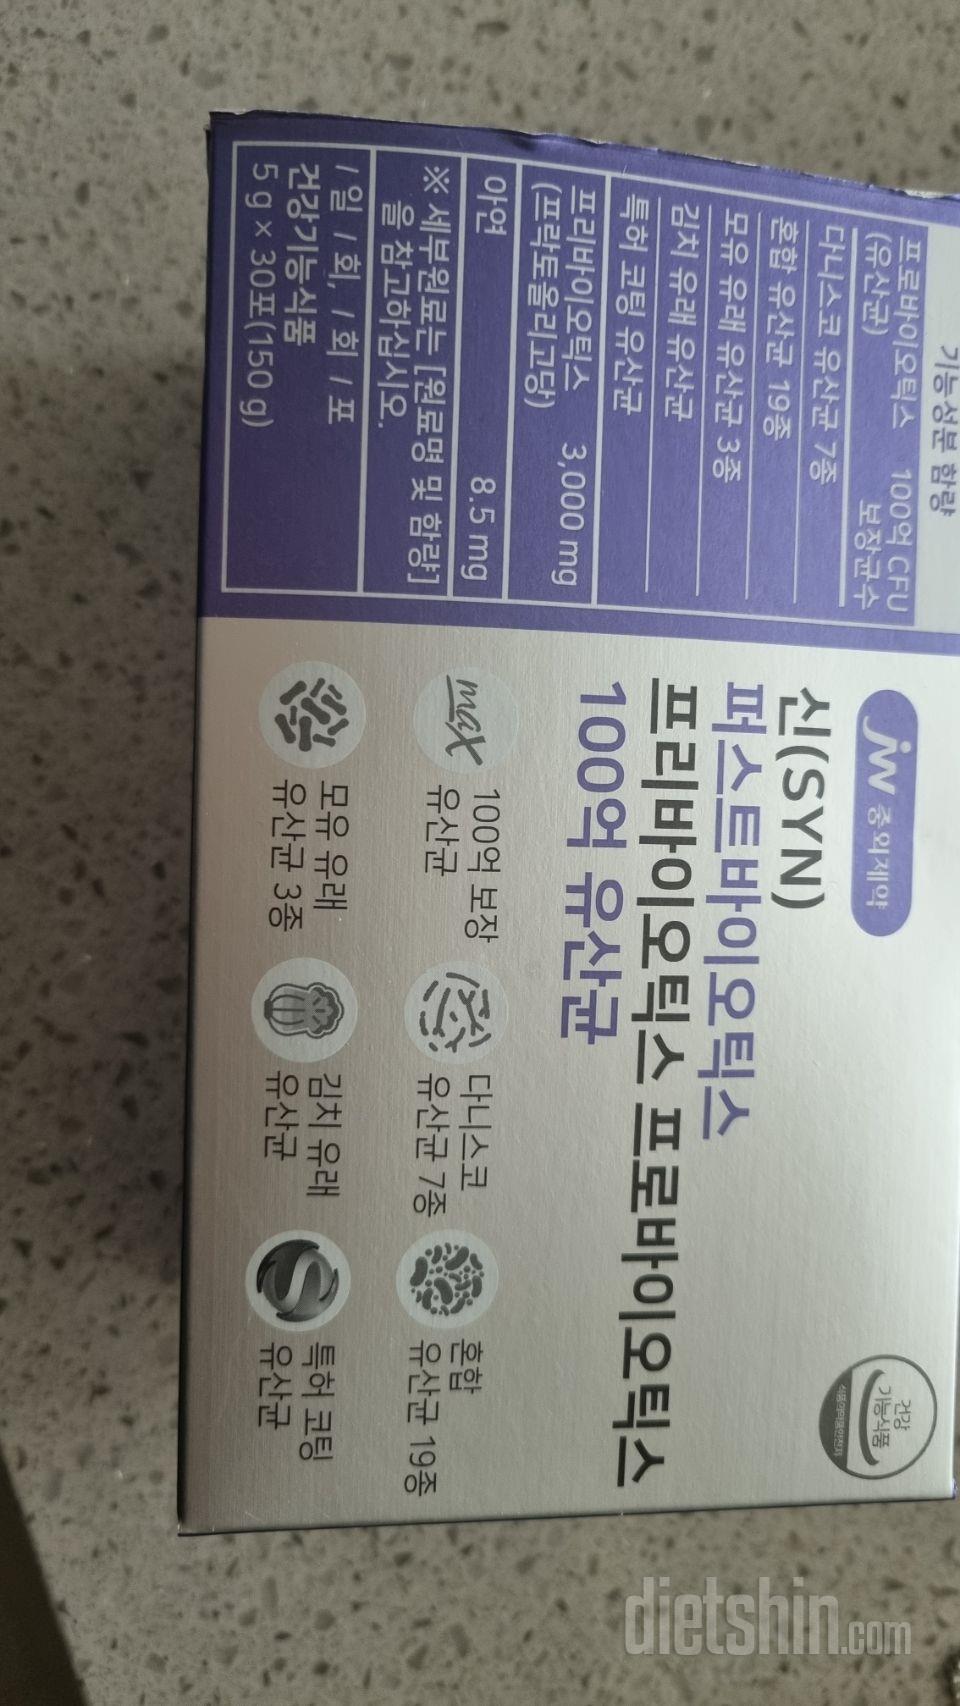 기능성분 함량
프로바이오틱스 100억 CFU
(유산균) 보장균수
다니스코 유산균 7종
혼합 유산균 19종
모유 유래 유산균 3종
김치 유래 유산균
특허 코팅 유산균
프리바이오틱스 3,000 mg
(프락토올리고당)
아연 8.5 mg
※ 세부원료는 [원료명 및 함량]
을 참고하십시오.
/ 일 / 회, / 회 / 포
건강기능식품
5 g × 30포(150 g)
JW 중외제약
신(SYN)
퍼스트바이오틱스
프리바이오틱스 프로바이오틱스
100억 유산균
max
100억 보장
유산균
다니스코
유산균 7종
혼합
유산균 19종
모유 유래
유산균 3종
김치 유래
유산균
특허 코팅
유산균
건강
기능식품
식품의약품안전처
dietshin.com